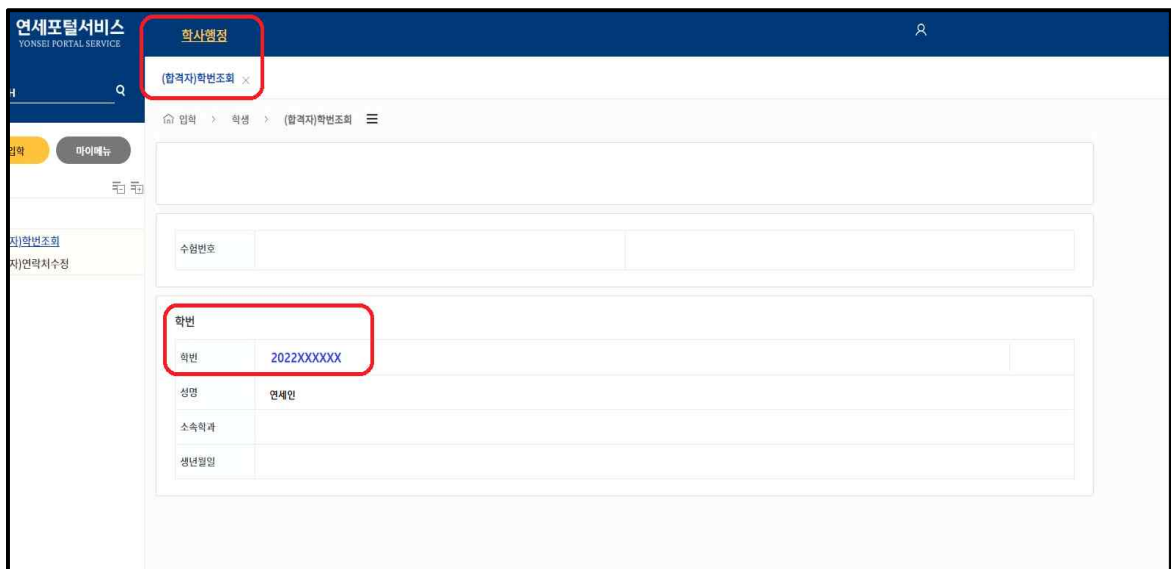 연세포털서비스
YONSEI PORTAL SERVICE
학사행정
(합격자)학번조회 ×
입학 > 학생 > (합격자)학번조회
입학
마이메뉴
자)학번조회
자)연락처수정
수험번호
학번
학번 2022XXXXXX
성명 연세인
소속학과
생년월일